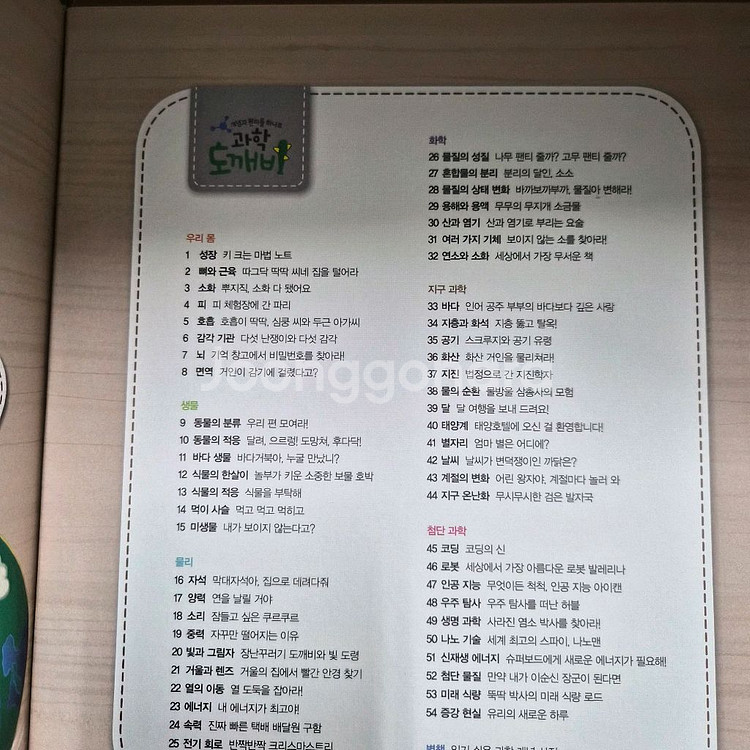 개념과 원리를 하나로
과학
도깨비
우리 몸
1 성장 키 크는 마법 노트
2 뼈와 근육 따그닥 딱딱 씨네 집을 털어라
3 소화 뿌지직, 소화 다 됐어요
4 피 피 체험장에 간 파리
5 호흡 호흡이 딱딱, 심쿵 씨와 두근 아가씨
6 감각 기관 다섯 난쟁이와 다섯 감각
7 뇌 기억 창고에서 비밀번호를 찾아라!
8 면역 거인이 감기에 걸렸다고?
생물
9 동물의 분류 우리 편 모여라!
10 동물의 적응 달려, 으르렁! 도망쳐, 후다닥!
11 바다 생물 바다거북아, 누굴 만났니?
12 식물의 한살이 놀부가 키운 소중한 보물 호박
13 식물의 적응 식물을 부탁해
14 먹이 사슬 먹고 먹고 먹히고
15 미생물 내가 보이지 않는다고?
물리
16 자석 막대자석아, 집으로 데려다줘
17 양력 연을 날릴 거야
18 소리 잠들고 싶은 쿠르쿠르
19 중력 자꾸만 떨어지는 이유
20 빛과 그림자 장난꾸러기 도깨비와 빛 도령
21 거울과 렌즈 거울의 집에서 빨간 안경 찾기
22 열의 이동 열 도둑을 잡아라!
23 에너지 내 에너지가 최고야!
24 속력 진짜 빠른 택배 배달원 구함
25 전기 회로 반짝반짝 크리스마스트리
화학
26 물질의 성질 나무 팬티 줄까? 고무 팬티 줄까?
27 혼합물의 분리 분리의 달인, 소소
28 물질의 상태 변화 바까보까부까, 물질아 변해라!
29 용해와 용액 무무의 무지개 소금물
30 산과 염기 산과 염기로 부리는 요술
31 여러 가지 기체 보이지 않는 소를 찾아라!
32 연소와 소화 세상에서 가장 무서운 책
지구 과학
33 바다 인어 공주 부부의 바다보다 깊은 사랑
34 지층과 화석 지층 뚫고 탈옥!
35 공기 스크루지와 공기 유령
36 화산 화산 거인을 물리쳐라!
37 지진 법정으로 간 지진학자
38 물의 순환 물방울 삼총사의 모험
39 달 달 여행을 보내 드려요!
40 태양계 태양호텔에 오신 걸 환영합니다!
41 별자리 엄마 별은 어디에?
42 날씨 날씨가 변덕쟁이인 까닭은?
43 계절의 변화 어린 왕자야, 계절마다 놀러 와
44 지구 온난화 무시무시한 검은 발자국
첨단 과학
45 코딩 코딩의 신
46 로봇 세상에서 가장 아름다운 로봇 발레리나
47 인공 지능 무엇이든 척척, 인공 지능 아이캔
48 우주 탐사 우주 탐사를 떠난 허블
49 생명 과학 사라진 염소 박사를 찾아라!
50 나노 기술 세계 최고의 스파이, 나노맨
51 신재생 에너지 슈퍼보드에게 새로운 에너지가 필요해!
52 첨단 물질 만약 내가 이순신 장군이 된다면
53 미래 식량 뚝딱 박사의 미래 식량 로드
54 증강 현실 유리의 새로운 하루